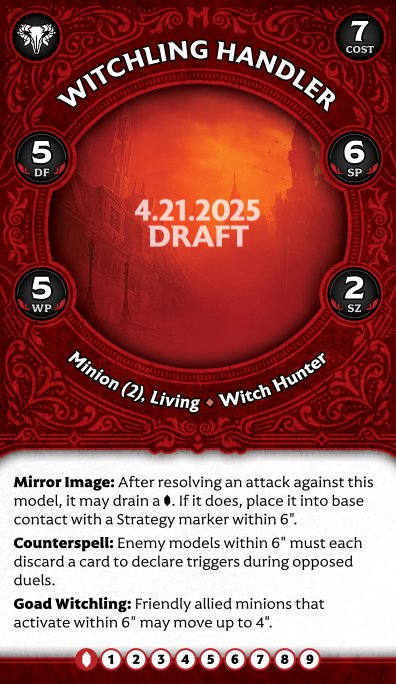 7
COST
WITCHLING HANDLER
5
DF
6
SP
4.21.2025
DRAFT
5
WP
2
SZ
Minion (2), Living ♦ Witch Hunter
Mirror Image: After resolving an attack against this
model, it may drain a ⬮. If it does, place it into base
contact with a Strategy marker within 6".
Counterspell: Enemy models within 6" must each
discard a card to declare triggers during opposed
duels.
Goad Witchling: Friendly allied minions that
activate within 6" may move up to 4".
1 2 3 4 5 6 7 8 9